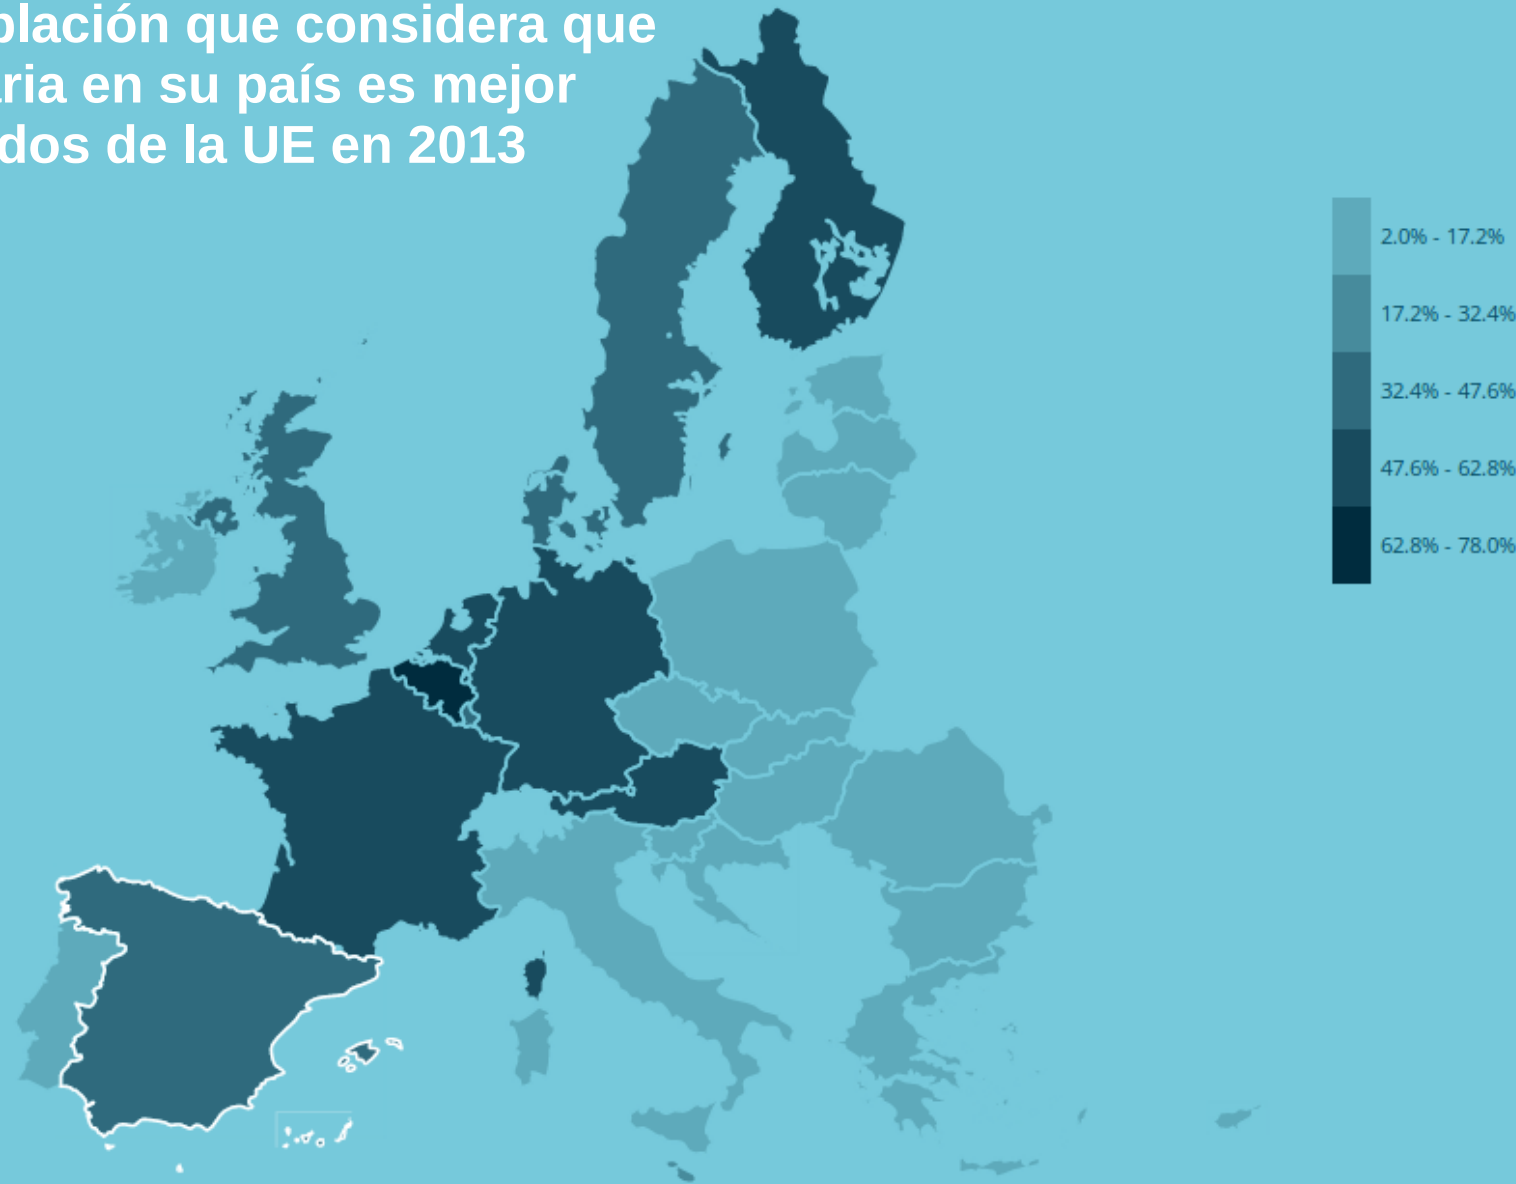 blación que considera que
aria en su país es mejor
dos de la UE en 2013
2.0% - 17.2%
17.2% - 32.4%
32.4% - 47.6%
47.6% - 62.8%
62.8% - 78.0%